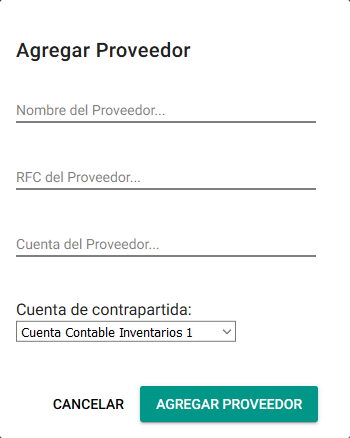 Agregar Proveedor
Nombre del Proveedor...
RFC del Proveedor...
Cuenta del Proveedor...
Cuenta de contrapartida:
Cuenta Contable Inventarios 1
CANCELAR AGREGAR PROVEEDOR